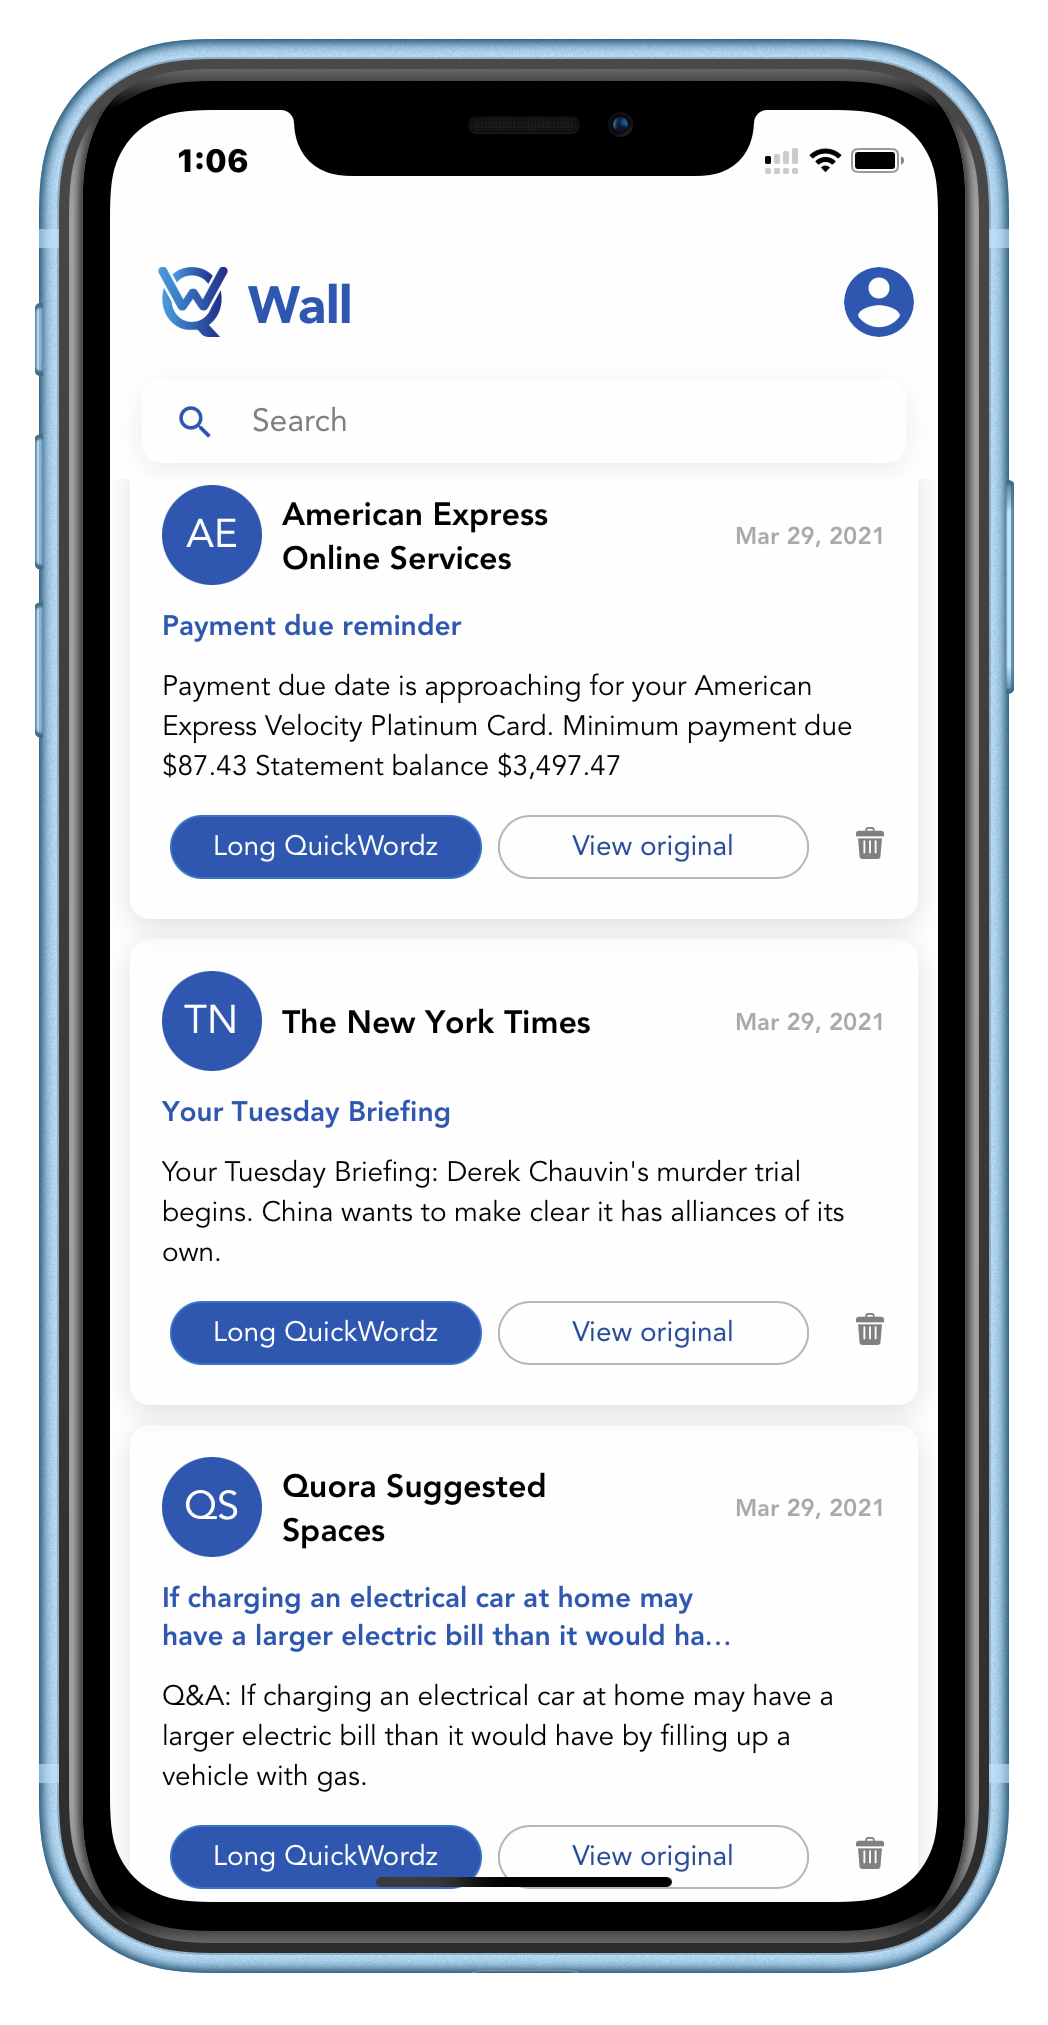 1:06
Wall
Search
AE
American Express
Online Services
Mar 29, 2021
Payment due reminder
Payment due date is approaching for your American
Express Velocity Platinum Card. Minimum payment due
$87.43 Statement balance $3,497.47
Long QuickWordz
View original
TN
The New York Times
Mar 29, 2021
Your Tuesday Briefing
Your Tuesday Briefing: Derek Chauvin's murder trial
begins. China wants to make clear it has alliances of its
own.
Long QuickWordz
View original
QS
Quora Suggested
Spaces
Mar 29, 2021
If charging an electrical car at home may
have a larger electric bill than it would ha...
Q&A: If charging an electrical car at home may have a
larger electric bill than it would have by filling up a
vehicle with gas.
Long QuickWordz
View original